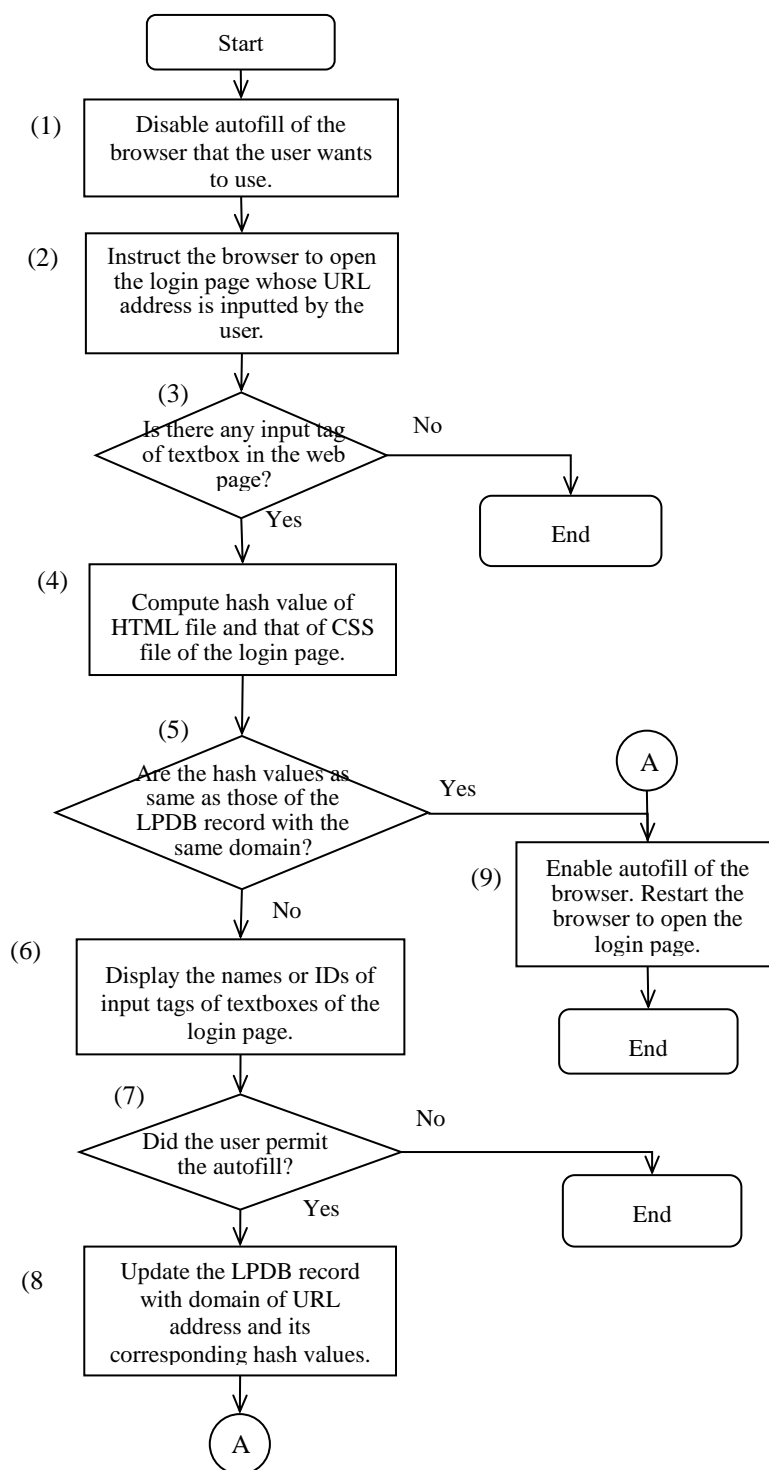 Start
(1)
Disable autofill of the
browser that the user wants
to use.
(2)
Instruct the browser to open
the login page whose URL
address is inputted by the
user.
(3)
Is there any input tag
of textbox in the web
page?
No
End
Yes
(4)
Compute hash value of
HTML file and that of CSS
file of the login page.
(5)
Are the hash values as
same as those of the
LPDB record with the
same domain?
Yes
A
(9)
Enable autofill of the
browser. Restart the
browser to open the
login page.
End
No
(6)
Display the names or IDs of
input tags of textboxes of the
login page.
(7)
Did the user permit
the autofill?
No
End
Yes
(8
Update the LPDB record
with domain of URL
address and its
corresponding hash values.
A